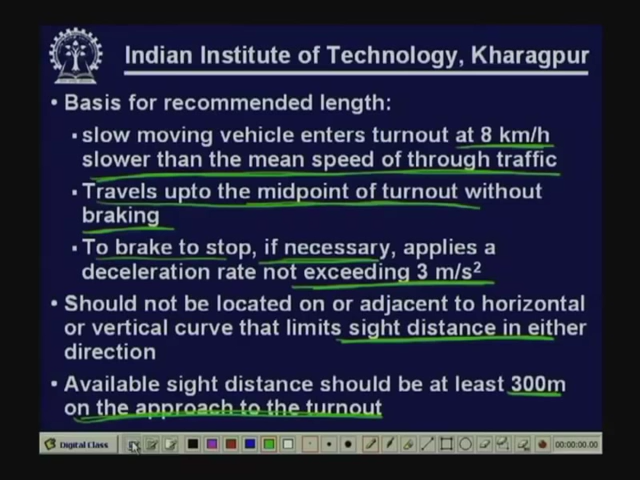 Indian Institute of Technology, Kharagpur
• Basis for recommended length:
▪ slow moving vehicle enters turnout at 8 km/h
slower than the mean speed of through traffic
▪ Travels upto the midpoint of turnout without
braking
▪ To brake to stop, if necessary, applies a
deceleration rate not exceeding 3 m/s²
• Should not be located on or adjacent to horizontal
or vertical curve that limits sight distance in either
direction
• Available sight distance should be at least 300m
on the approach to the turnout
Digital Class
00:00:00.00